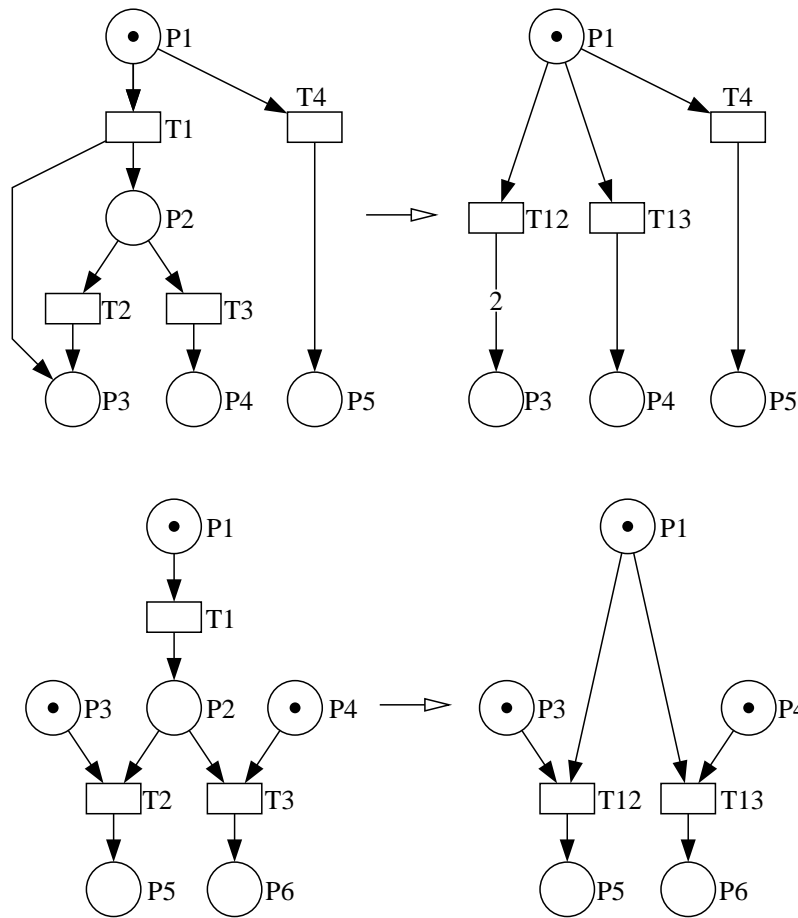 P1 P1
T4 T4
T1
P2 T12 T13
T2 T3
2
P3 P4 P5 P3 P4 P5
P1 P1
T1
P3 P2 P4 P3 P4
T2 T3 T12 T13
P5 P6 P5 P6